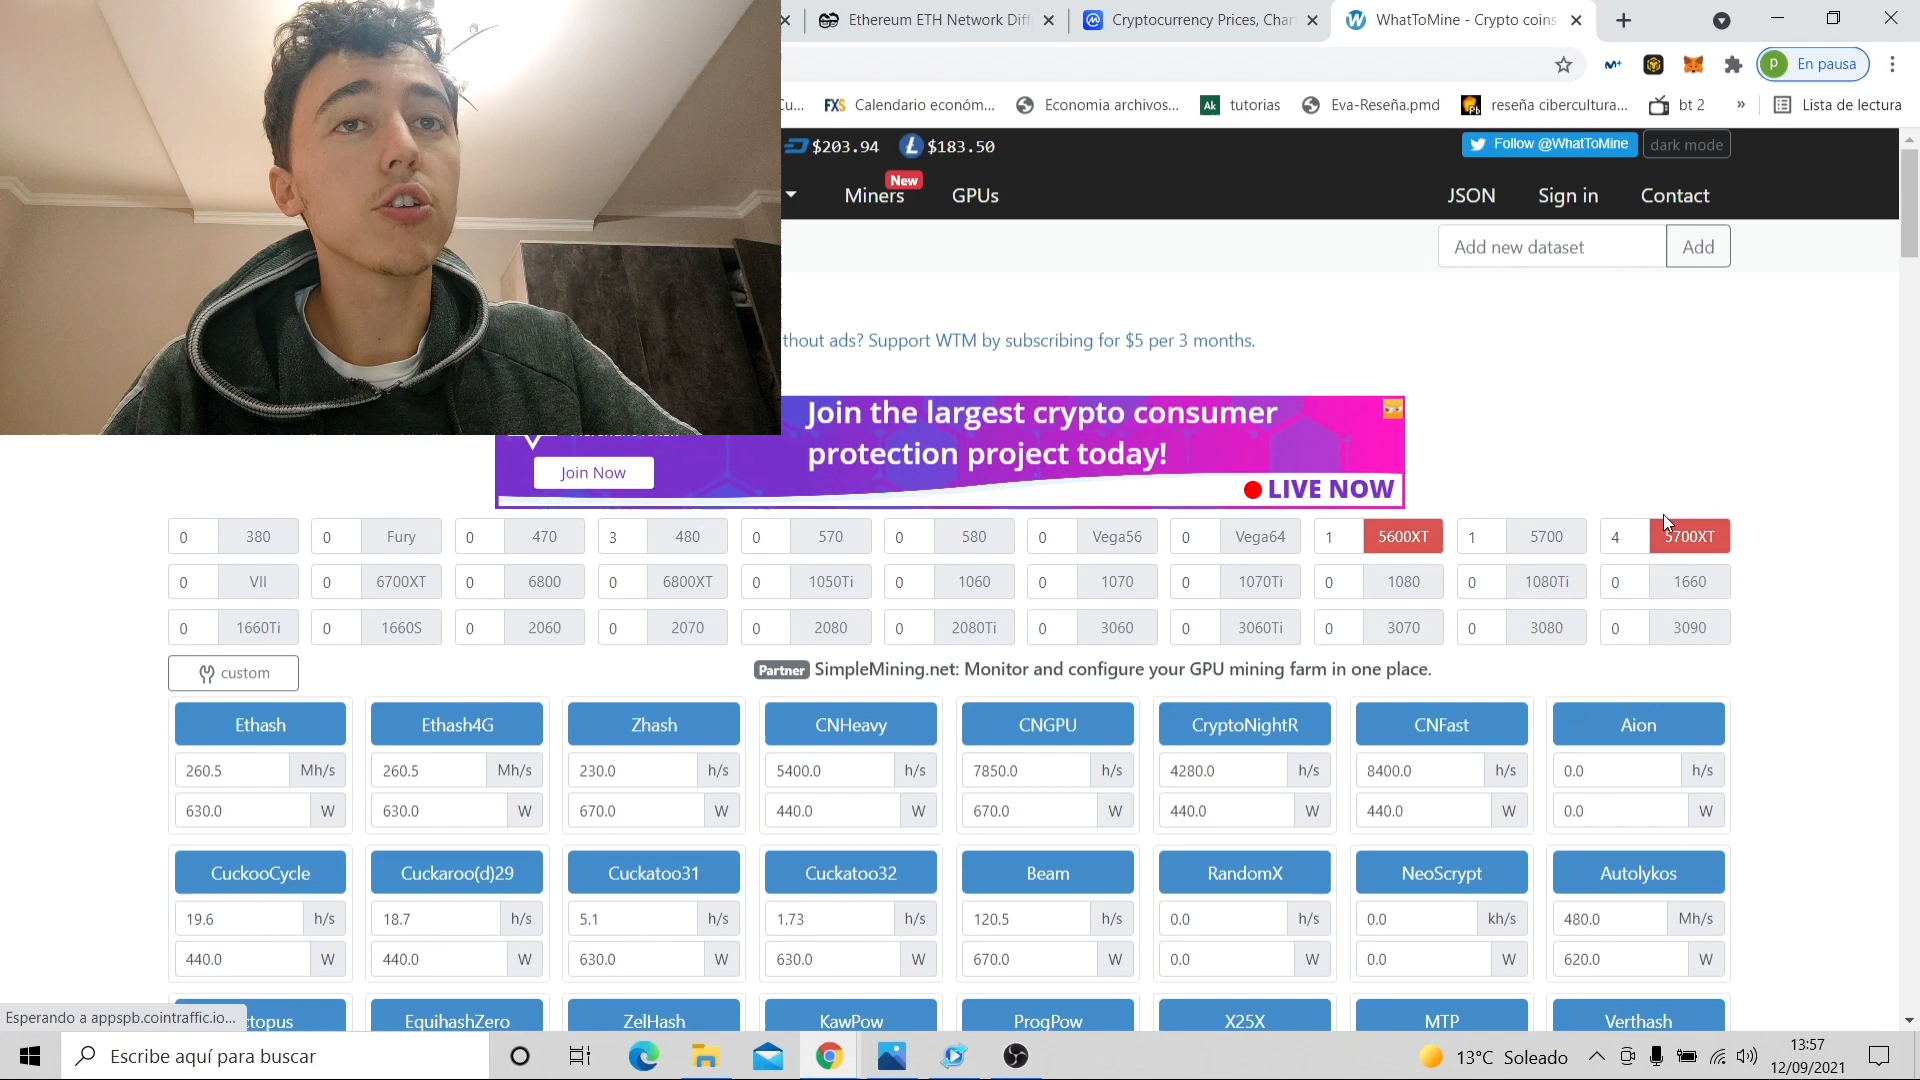 Ethereum ETH Network Diff
Cryptocurrency Prices, Char
WhatToMine - Crypto coins
P
En pausa
Cu...
FXS Calendario económ...
Economia archivos...
Ak tutorias
Eva-Reseña.pmd
reseña cibercultura...
bt 2
»
Lista de lectura
$203.94
$183.50
Follow @WhatToMine
dark mode
New
Miners
GPUs
JSON
Sign in
Contact
Add new dataset
Add
thout ads? Support WTM by subscribing for $5 per 3 months.
Join the largest crypto consumer
protection project today!
Join Now
LIVE NOW
0 380 0 Fury 0 470 3 480 0 570 0 580 0 Vega56 0 Vega64 1 5600XT 1 5700 4 5700XT
0 VII 0 6700XT 0 6800 0 6800XT 0 1050Ti 0 1060 0 1070 0 1070Ti 0 1080 0 1080Ti 0 1660
0 1660Ti 0 1660S 0 2060 0 2070 0 2080 0 2080Ti 0 3060 0 3060Ti 0 3070 0 3080 0 3090
custom
Partner SimpleMining.net: Monitor and configure your GPU mining farm in one place.
Ethash Ethash4G Zhash CNHeavy CNGPU CryptoNightR CNFast Aion
260.5 Mh/s 260.5 Mh/s 230.0 h/s 5400.0 h/s 7850.0 h/s 4280.0 h/s 8400.0 h/s 0.0 h/s
630.0 W 630.0 W 670.0 W 440.0 W 670.0 W 440.0 W 440.0 W 0.0 W
CuckooCycle Cuckaroo(d)29 Cuckatoo31 Cuckatoo32 Beam RandomX NeoScrypt Autolykos
19.6 h/s 18.7 h/s 5.1 h/s 1.73 h/s 120.5 h/s 0.0 h/s 0.0 kh/s 480.0 Mh/s
440.0 W 440.0 W 630.0 W 630.0 W 670.0 W 0.0 W 0.0 W 620.0 W
ctopus EquihashZero ZelHash KawPow ProgPow X25X MTP Verthash
Esperando a appspb.cointraffic.io...
Escribe aquí para buscar
13°C Soleado
13:57
12/09/2021